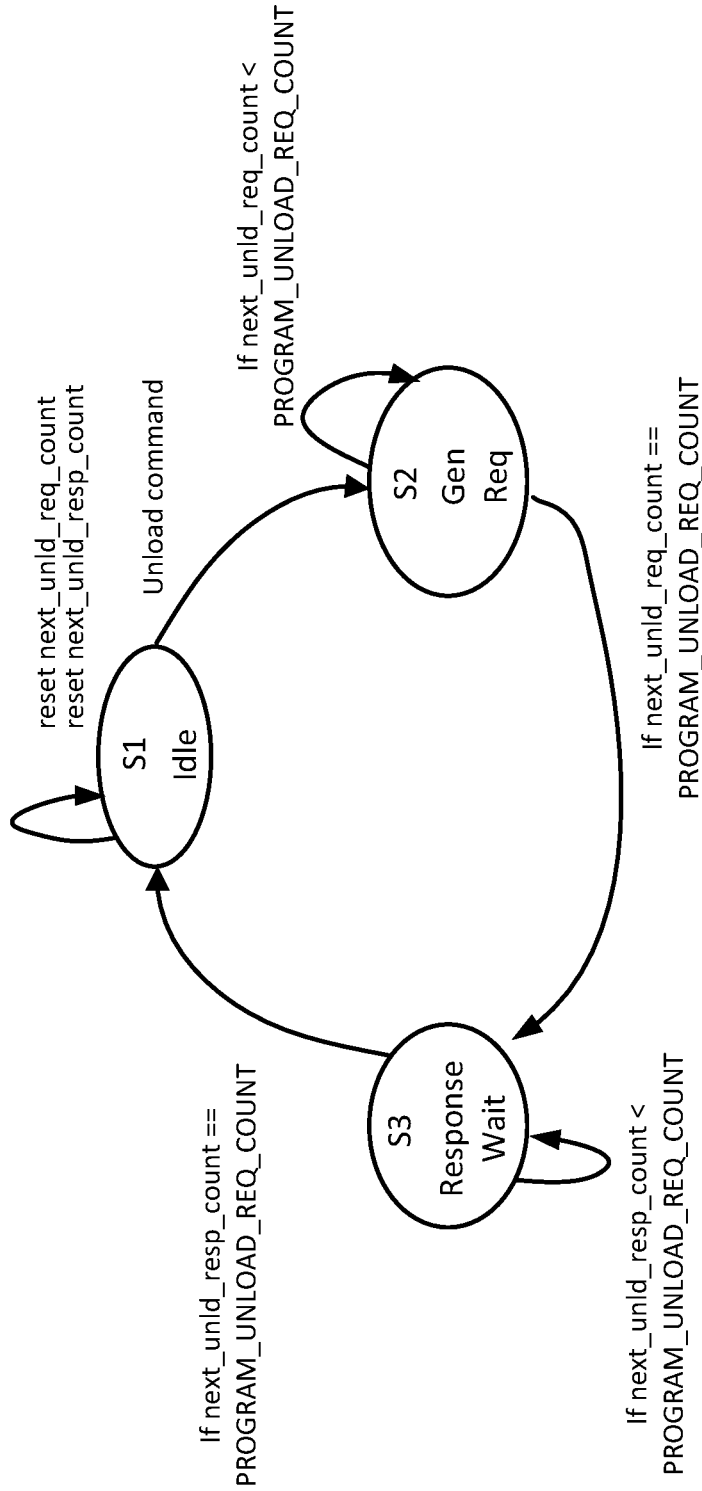 reset next_unld_req_count
reset next_unld_resp_count
S1
Idle
Unload command
If next_unld_req_count <
PROGRAM_UNLOAD_REQ_COUNT
S2
Gen
Req
If next_unld_req_count ==
PROGRAM_UNLOAD_REQ_COUNT
S3
Response
Wait
If next_unld_resp_count <
PROGRAM_UNLOAD_REQ_COUNT
If next_unld_resp_count ==
PROGRAM_UNLOAD_REQ_COUNT